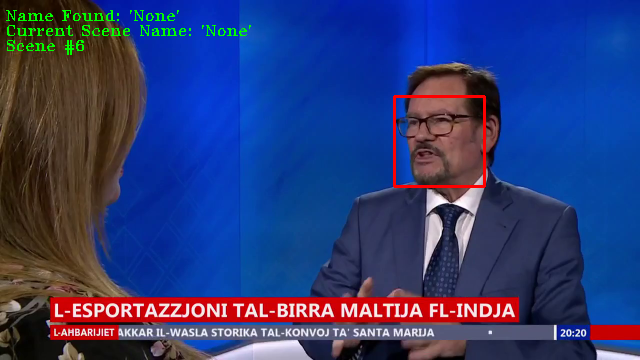 Name Found: 'None'
Current Scene Name: 'None'
Scene #6
L-ESPORTAZZJONI TAL-BIRRA MALTIJA FL-INDJA
L-AĦBARIJIET AKKAR IL-WASLA STORIKA TAL-KONVOJ TA' SANTA MARIJA 20:20